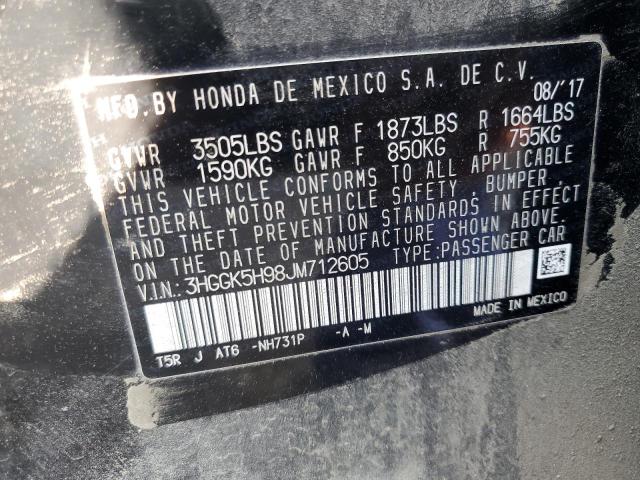 MFD. BY HONDA DE MEXICO S.A. DE C.V.
08/'17
GVWR 3505LBS GAWR F 1873LBS R 1664LBS
GVWR 1590KG GAWR F 850KG R 755KG
THIS VEHICLE CONFORMS TO ALL APPLICABLE
FEDERAL MOTOR VEHICLE SAFETY, BUMPER,
AND THEFT PREVENTION STANDARDS IN EFFECT
ON THE DATE OF MANUFACTURE SHOWN ABOVE.
V.I.N.: 3HGGK5H98JM712605 TYPE:PASSENGER CAR
MADE IN MEXICO
T5R J AT6 -NH731P -A -M